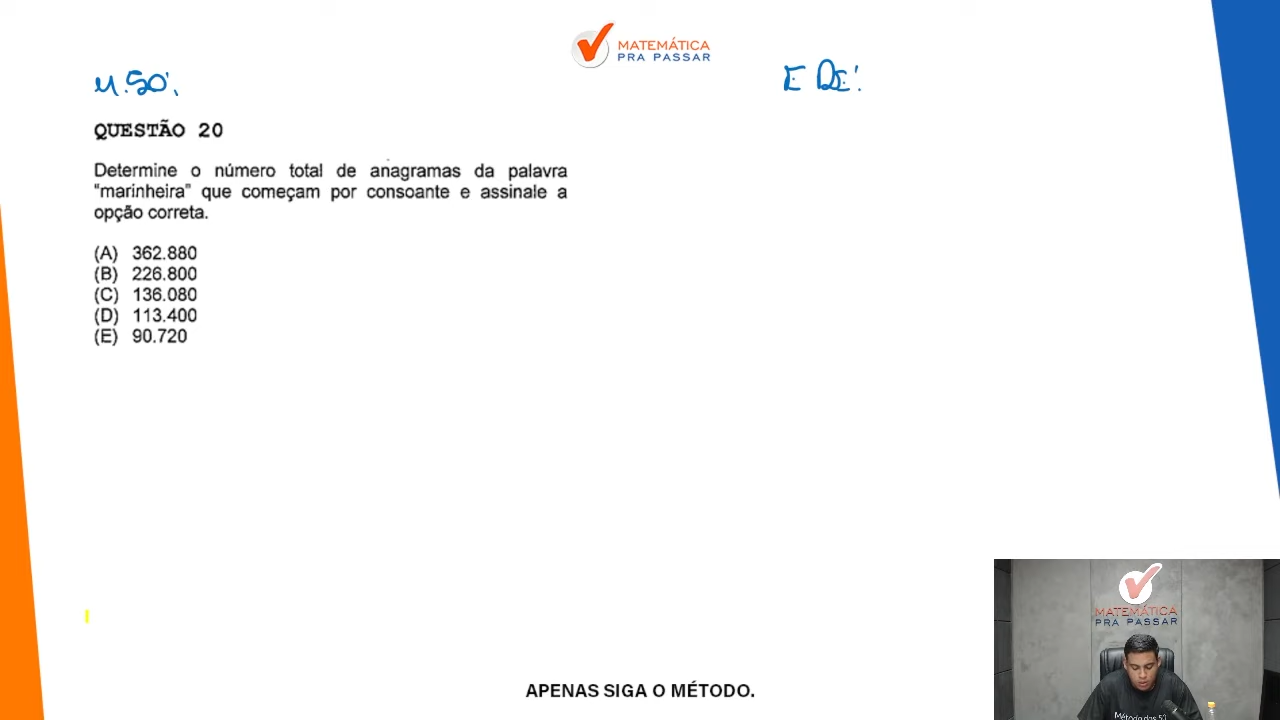 MATEMÁTICA
PRA PASSAR
QUESTÃO 20
Determine o número total de anagramas da palavra
“marinheira” que começam por consoante e assinale a
opção correta.
(A) 362.880
(B) 226.800
(C) 136.080
(D) 113.400
(E) 90.720
MATEMÁTICA
PRA PASSAR
APENAS SIGA O MÉTODO.